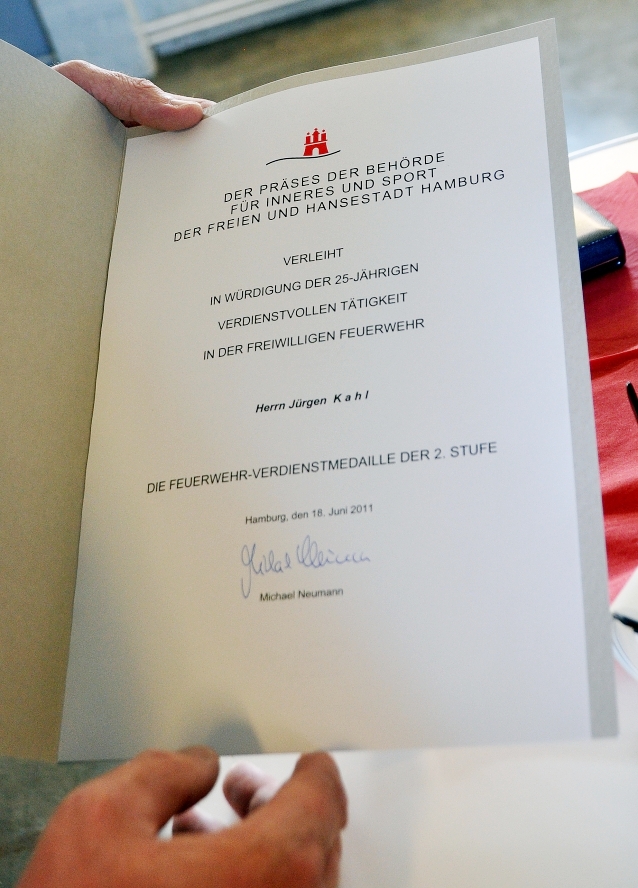 DER PRÄSES DER BEHÖRDE
FÜR INNERES UND SPORT
DER FREIEN UND HANSESTADT HAMBURG
VERLEIHT
IN WÜRDIGUNG DER 25-JÄHRIGEN
VERDIENSTVOLLEN TÄTIGKEIT
IN DER FREIWILLIGEN FEUERWEHR
Herrn Jürgen K a h l
DIE FEUERWEHR-VERDIENSTMEDAILLE DER 2. STUFE
Hamburg, den 18. Juni 2011
Michael Neumann